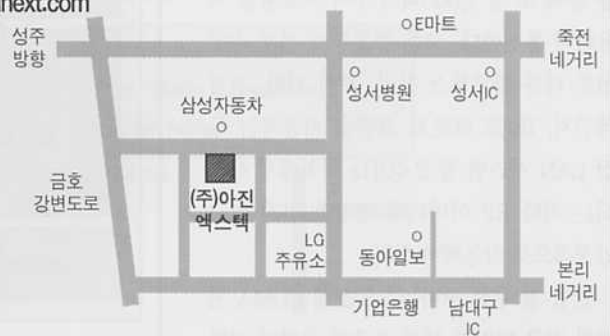 next.com
성주
방향
E마트
죽전
네거리
성서병원
성서IC
삼성자동차
(주)아진
엑스텍
금호
강변도로
LG
주유소
동아일보
기업은행
남대구
IC
본리
네거리